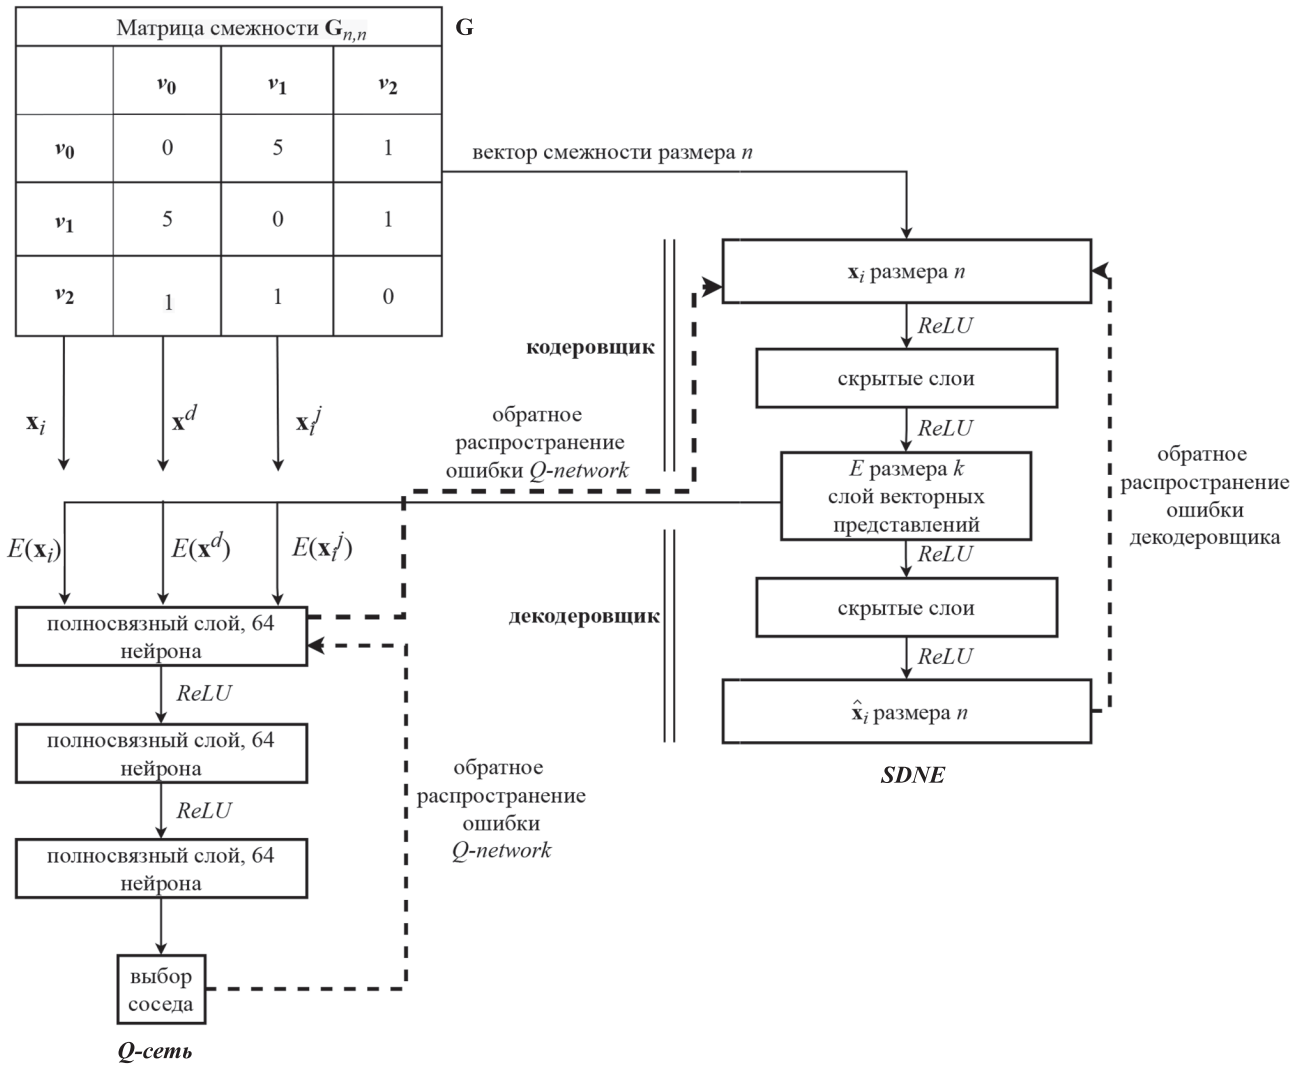 Матрица смежности G_{n,n}
G
v0 v1 v2
v0 0 5 1
v1 5 0 1
v2 1 1 0
вектор смежности размера n
x_i размера n
ReLU
скрытые слои
ReLU
E размера k
слой векторных
представлений
ReLU
скрытые слои
ReLU
x̂_i размера n
SDNE
кодеровщик
декодеровщик
обратное
распространение
ошибки
декодеровщика
обратное
распространение
ошибки Q-network
x_i x^d x_i^j
E(x_i) E(x^d) E(x_i^j)
полносвязный слой, 64
нейрона
ReLU
полносвязный слой, 64
нейрона
ReLU
полносвязный слой, 64
нейрона
выбор
соседа
Q-сеть
обратное
распространение
ошибки
Q-network